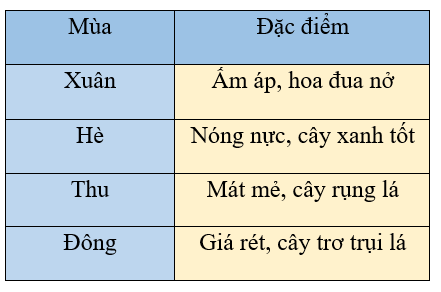 Mùa Đặc điểm
Xuân Ấm áp, hoa đua nở
Hè Nóng nực, cây xanh tốt
Thu Mát mẻ, cây rụng lá
Đông Giá rét, cây trơ trụi lá